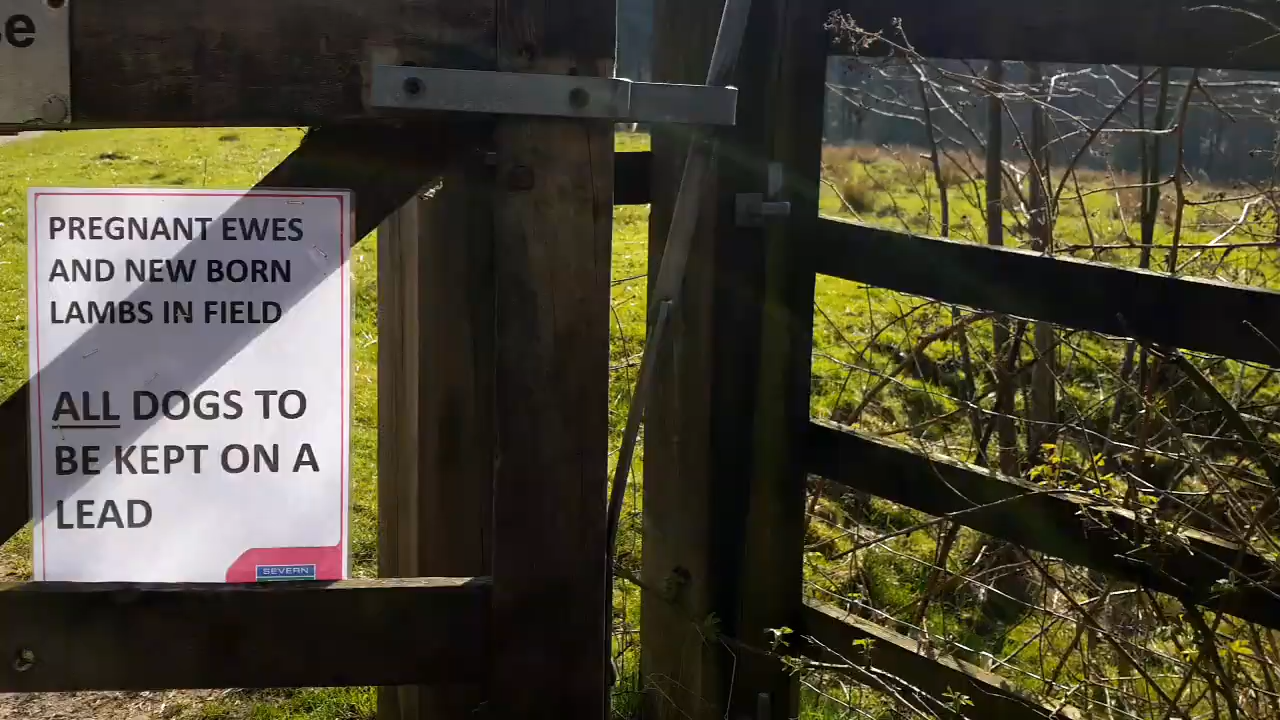 PREGNANT EWES
AND NEW BORN
LAMBS IN FIELD
ALL DOGS TO
BE KEPT ON A
LEAD
SEVERN